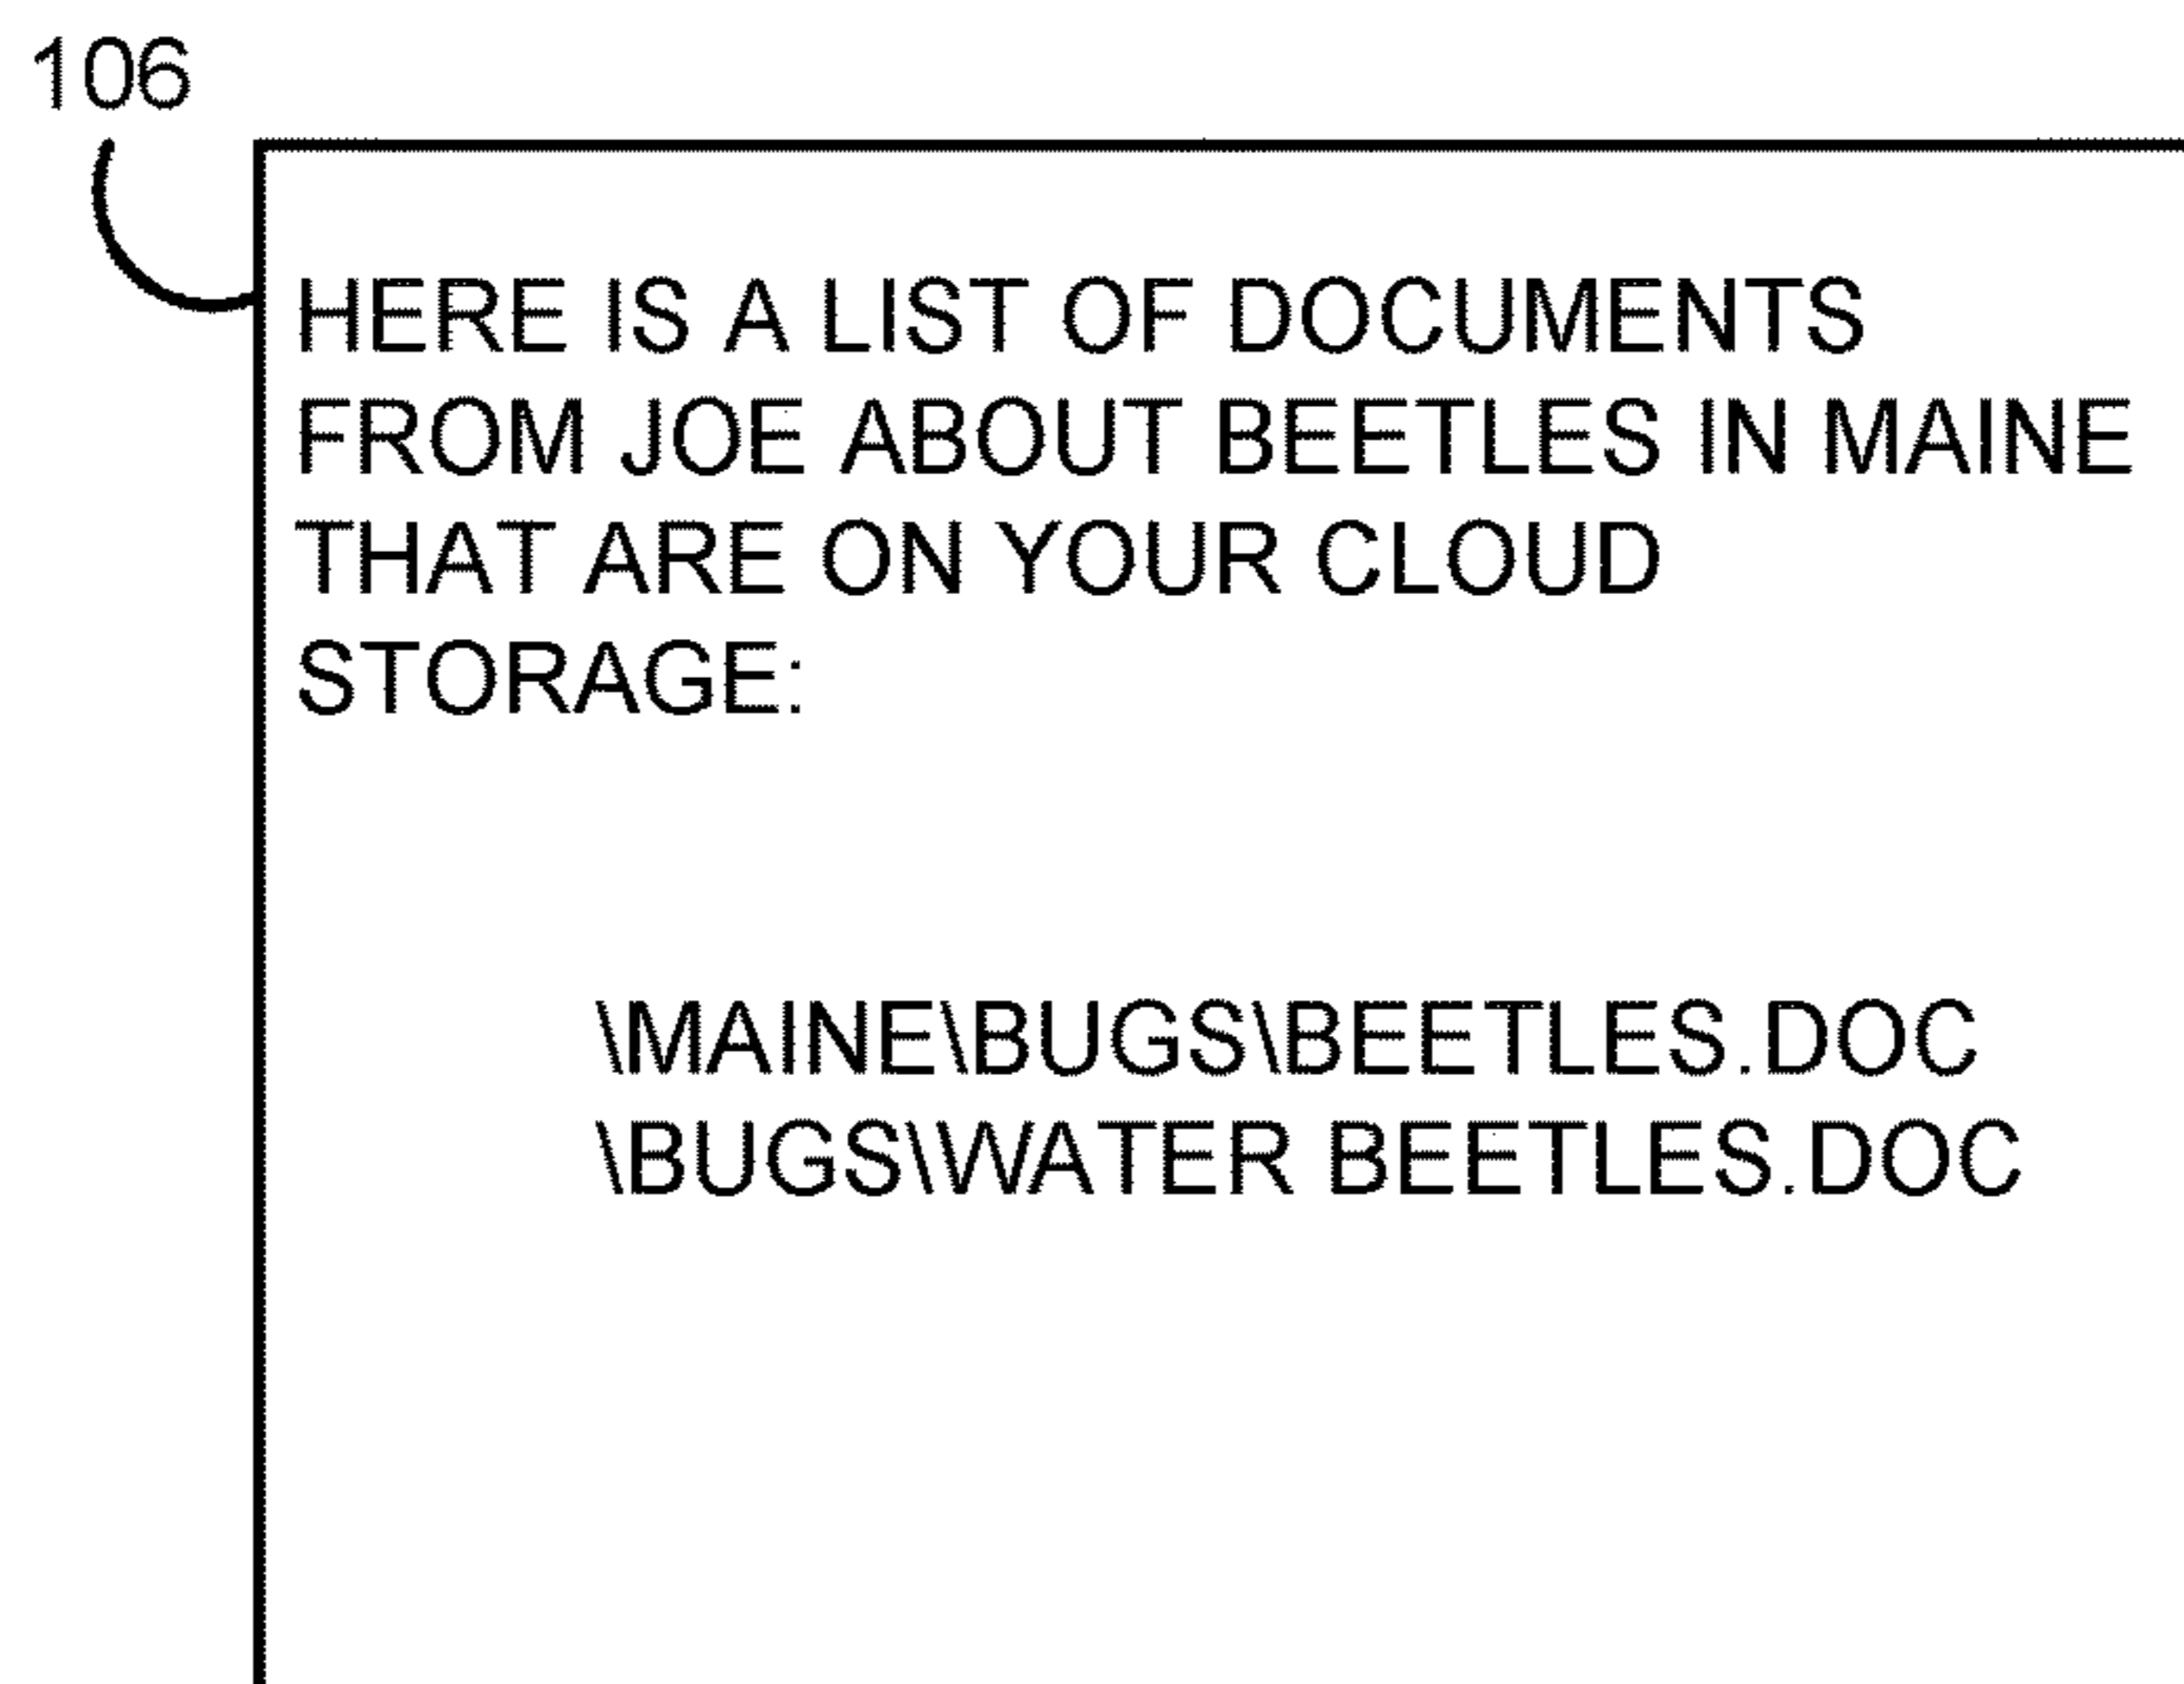 106
HERE IS A LIST OF DOCUMENTS
FROM JOE ABOUT BEETLES IN MAINE
THAT ARE ON YOUR CLOUD
STORAGE:
\MAINE\BUGS\BEETLES.DOC
\BUGS\WATER BEETLES.DOC